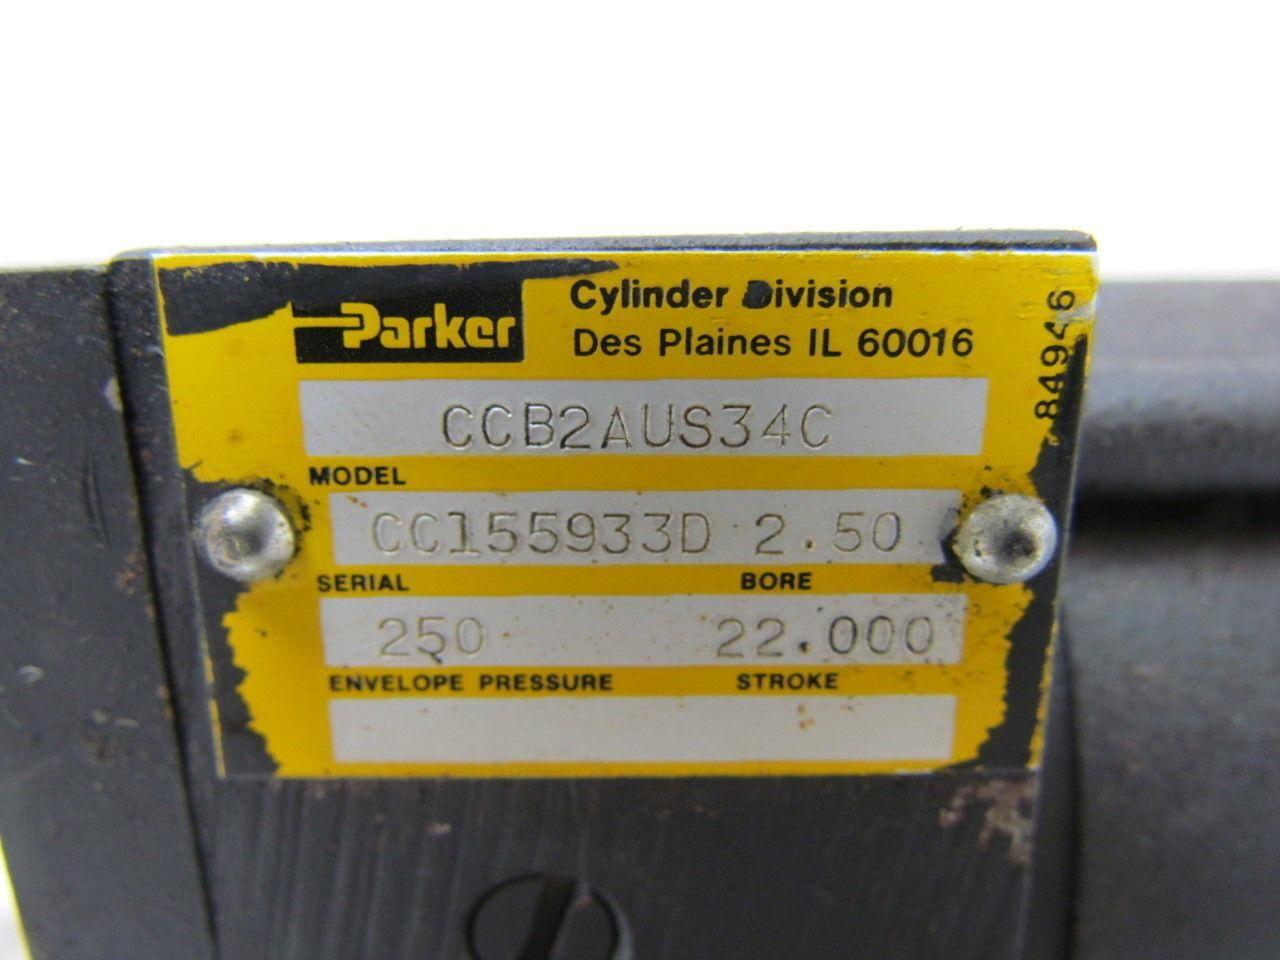 Parker
Cylinder Division
Des Plaines IL 60016
84946
CCB2AUS34C
MODEL
CC155933D 2.50
SERIAL BORE
250 22.000
ENVELOPE PRESSURE STROKE